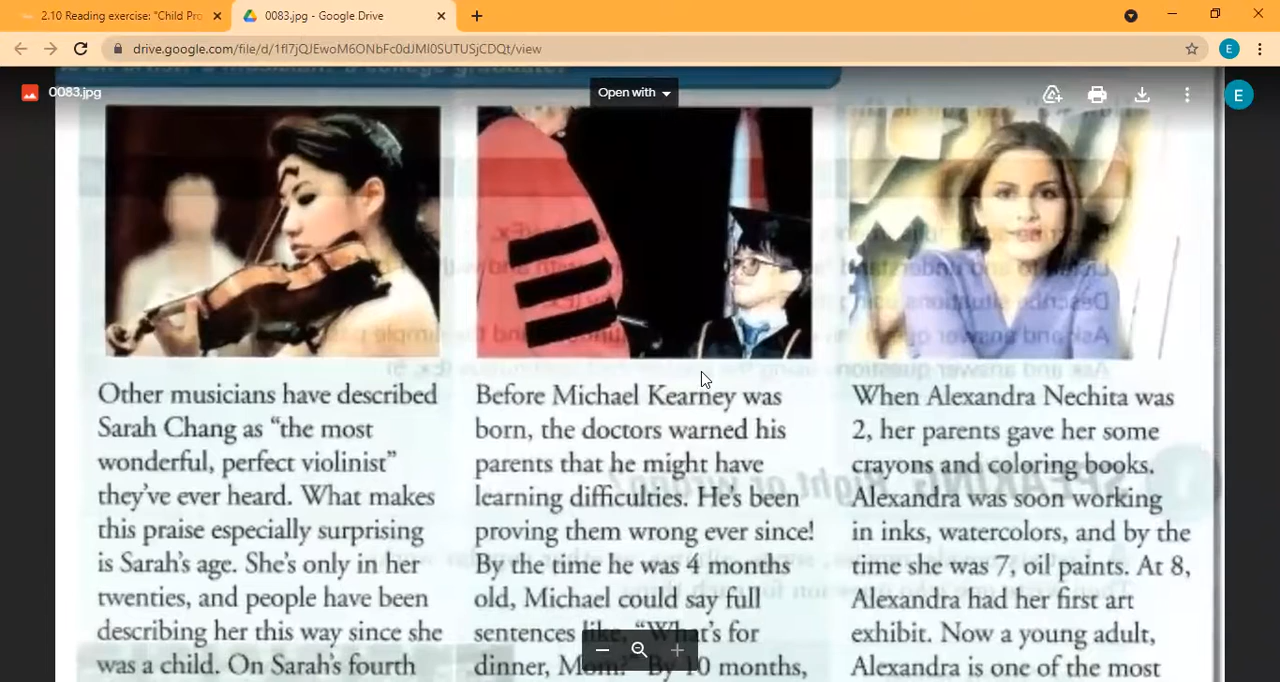 2.10 Reading exercise: "Child Pro
0083.jpg - Google Drive
drive.google.com/file/d/1fI7jQJEwoM6ONbFc0dJMI0SUTUSjCDQt/view
E
0083.jpg
Open with
E
Other musicians have described
Sarah Chang as “the most
wonderful, perfect violinist”
they’ve ever heard. What makes
this praise especially surprising
is Sarah’s age. She’s only in her
twenties, and people have been
describing her this way since she
was a child. On Sarah’s fourth
Before Michael Kearney was
born, the doctors warned his
parents that he might have
learning difficulties. He’s been
proving them wrong ever since!
By the time he was 4 months
old, Michael could say full
sentences like, “What’s for
dinner, Mom?” By 10 months,
When Alexandra Nechita was
2, her parents gave her some
crayons and coloring books.
Alexandra was soon working
in inks, watercolors, and by the
time she was 7, oil paints. At 8,
Alexandra had her first art
exhibit. Now a young adult,
Alexandra is one of the most